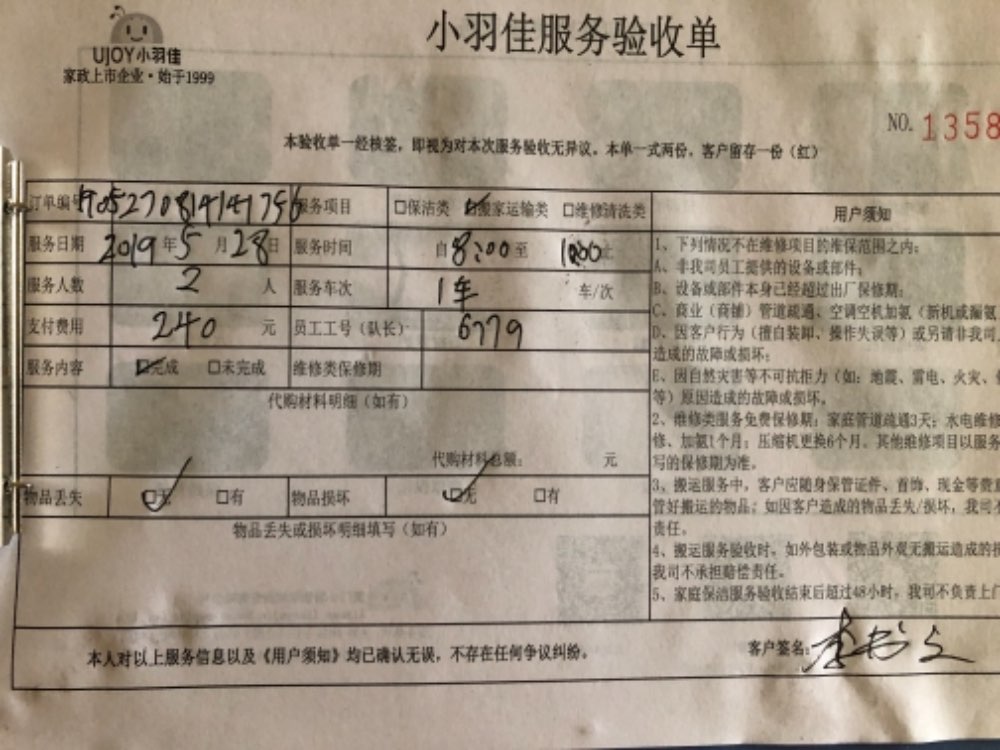 小羽佳服务验收单
UJOY小羽佳
家政上市企业·始于1999
NO. 1358
本验收单一经核签，即视为对本次服务验收无异议。本单一式两份，客户留存一份（红）
订单编号 190527081414175 服务项目 □保洁类 ☑搬家运输类 □维修清洗类
服务日期 2019年5月28日 服务时间 自8:00至 1000止
服务人数 2 人 服务车次 1车 车/次
支付费用 240 元 员工工号（队长） 6779
服务内容 ☑完成 □未完成 维修类保修期
代购材料明细（如有）
代购材料总额： 元
物品丢失 ☑无 □有 物品损坏 ☑无 □有
物品丢失或损坏明细填写（如有）
用户须知
1、下列情况不在维修项目的维保范围之内：
A、非我司员工提供的设备或部件；
B、设备或部件本身已经超过出厂保修期；
C、商业（商铺）管道疏通、空调空机加氨（新机或漏氨
D、因客户行为（擅自装卸、操作失误等）或另请非我司人
造成的故障或损坏；
E、因自然灾害等不可抗拒力（如：地震、雷电、火灾、
等）原因造成的故障或损坏。
2、维修类服务免费保修期：家庭管道疏通3天；水电维修
修、加氨1个月；压缩机更换6个月。其他维修项目以服务
写的保修期为准。
3、搬运服务中，客户应随身保管证件、首饰、现金等贵重
管好搬运的物品；如因客户造成的物品丢失/损坏，我司不
责任。
4、搬运服务验收时，如外包装或物品外观无搬运造成的损
我司不承担赔偿责任。
5、家庭保洁服务验收结束后超过48小时，我司不负责上门
本人对以上服务信息以及《用户须知》均已确认无误，不存在任何争议纠纷。 客户签名：